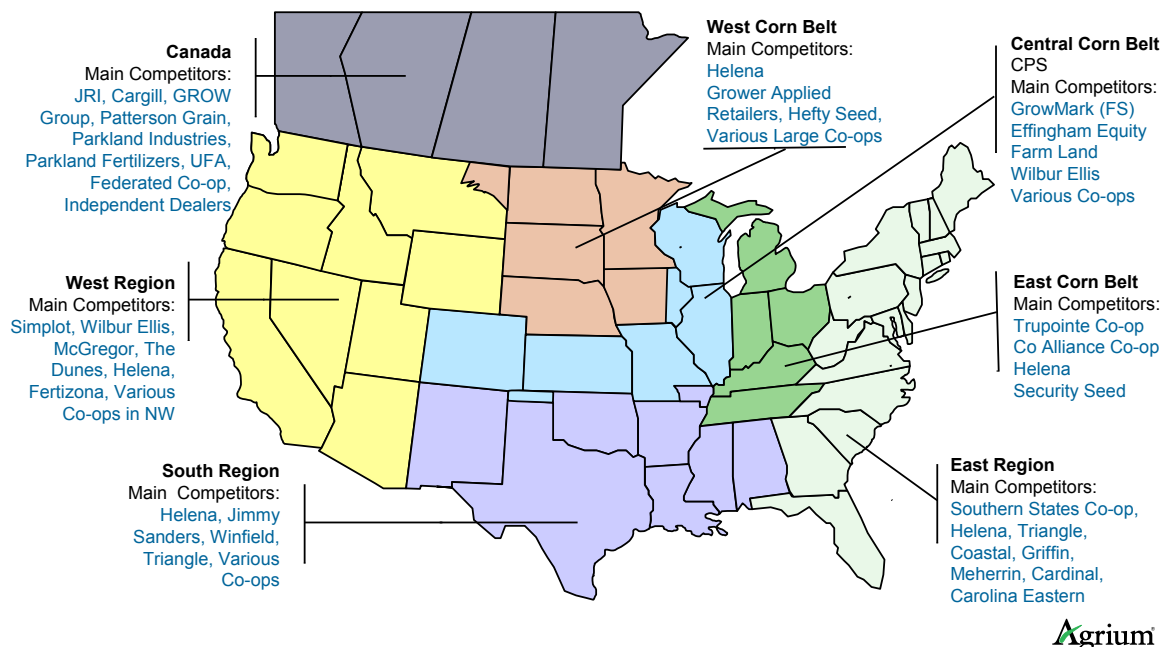 Canada
Main Competitors:
JRI, Cargill, GROW
Group, Patterson Grain,
Parkland Industries,
Parkland Fertilizers, UFA,
Federated Co-op,
Independent Dealers
West Corn Belt
Main Competitors:
Helena
Grower Applied
Retailers, Hefty Seed,
Various Large Co-ops
Central Corn Belt
CPS
Main Competitors:
GrowMark (FS)
Effingham Equity
Farm Land
Wilbur Ellis
Various Co-ops
West Region
Main Competitors:
Simplot, Wilbur Ellis,
McGregor, The
Dunes, Helena,
Fertizona, Various
Co-ops in NW
East Corn Belt
Main Competitors:
Trupointe Co-op
Co Alliance Co-op
Helena
Security Seed
South Region
Main  Competitors:
Helena, Jimmy
Sanders, Winfield,
Triangle, Various
Co-ops
East Region
Main Competitors:
Southern States Co-op,
Helena, Triangle,
Coastal, Griffin,
Meherrin, Cardinal,
Carolina Eastern
Agrium